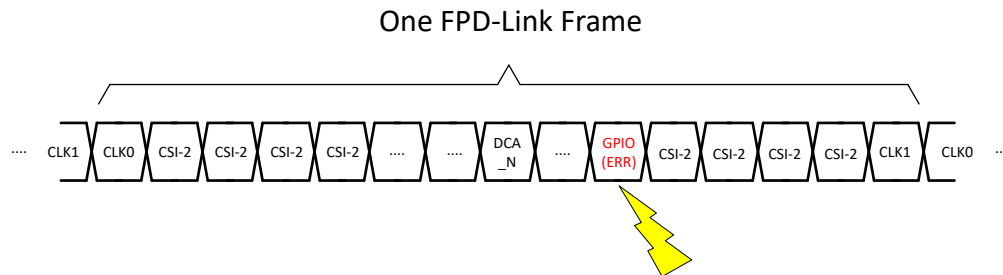 One FPD-Link Frame
.... CLK1 CLK0 CSI-2 CSI-2 CSI-2 CSI-2 .... .... DCA _N .... GPIO (ERR) CSI-2 CSI-2 CSI-2 CSI-2 CLK1 CLK0 ...